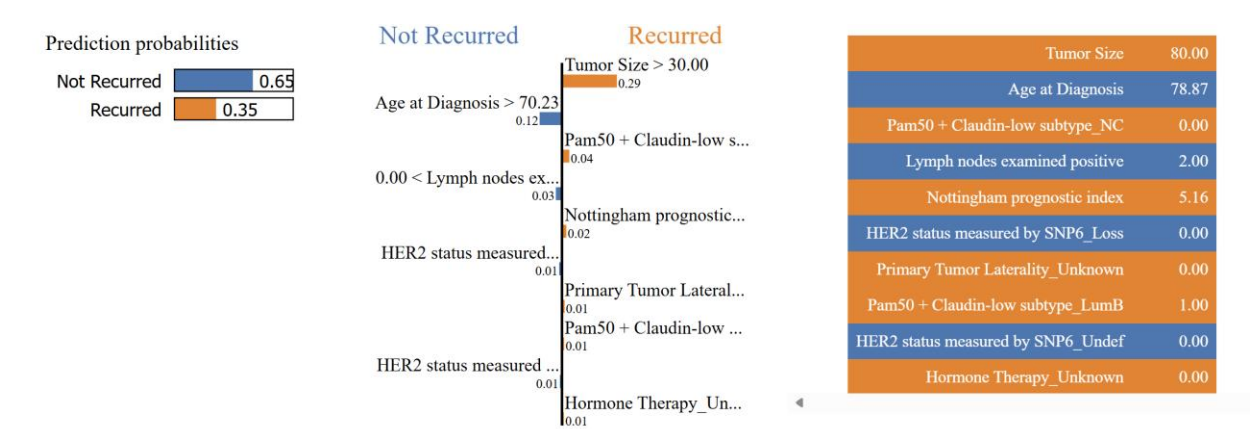 Prediction probabilities
Not Recurred 0.65
Recurred 0.35
Not Recurred Recurred
Tumor Size > 30.00
0.29
Age at Diagnosis > 70.23
0.12
Pam50 + Claudin-low s...
0.04
0.00 < Lymph nodes ex...
0.03
Nottingham prognostic...
0.02
HER2 status measured...
0.01
Primary Tumor Lateral...
0.01
Pam50 + Claudin-low ...
0.01
HER2 status measured ...
0.01
Hormone Therapy_Un...
0.01
Tumor Size 80.00
Age at Diagnosis 78.87
Pam50 + Claudin-low subtype_NC 0.00
Lymph nodes examined positive 2.00
Nottingham prognostic index 5.16
HER2 status measured by SNP6_Loss 0.00
Primary Tumor Laterality_Unknown 0.00
Pam50 + Claudin-low subtype_LumB 1.00
HER2 status measured by SNP6_Undef 0.00
Hormone Therapy_Unknown 0.00